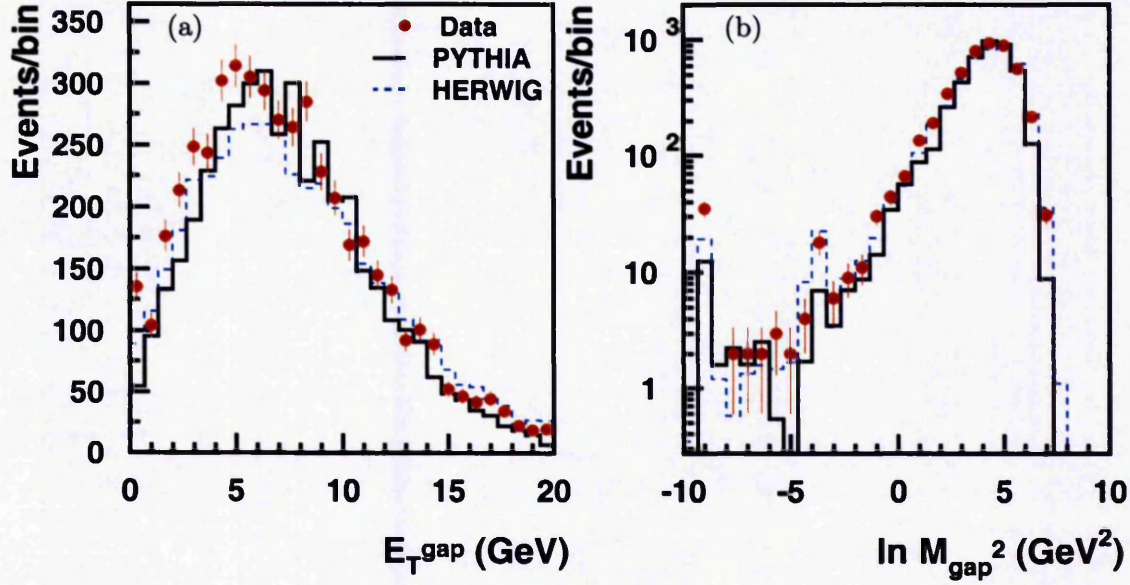 (a)
Data
PYTHIA
HERWIG
Events/bin
350
300
250
200
150
100
50
0
0 5 10 15 20
E_T^gap (GeV)
(b)
Events/bin
10^3
10^2
10
1
-10 -5 0 5 10
ln M_gap^2 (GeV^2)